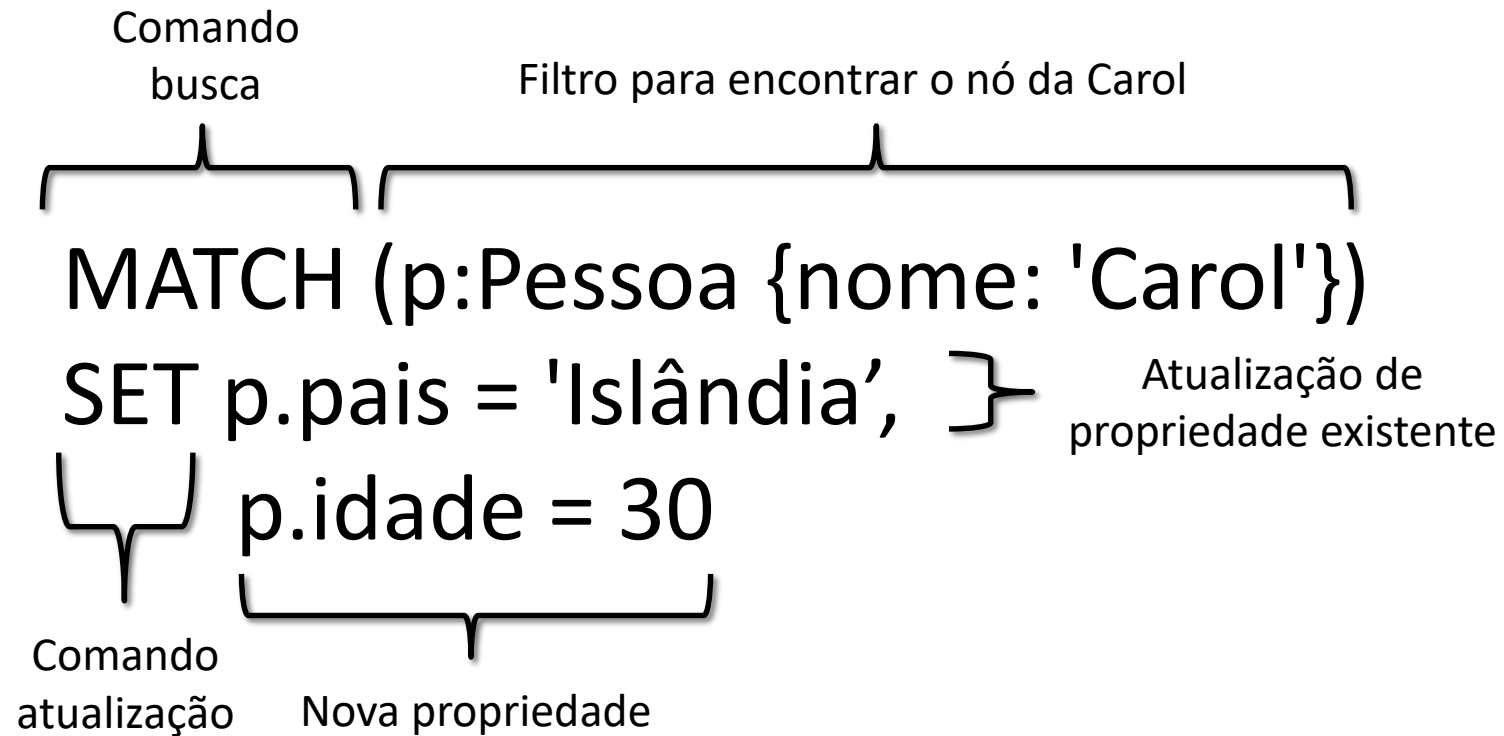 Comando
busca
Filtro para encontrar o nó da Carol
MATCH (p:Pessoa {nome: 'Carol'})
SET p.pais = 'Islândia’,
Atualização de
propriedade existente
p.idade = 30
Comando
atualização
Nova propriedade